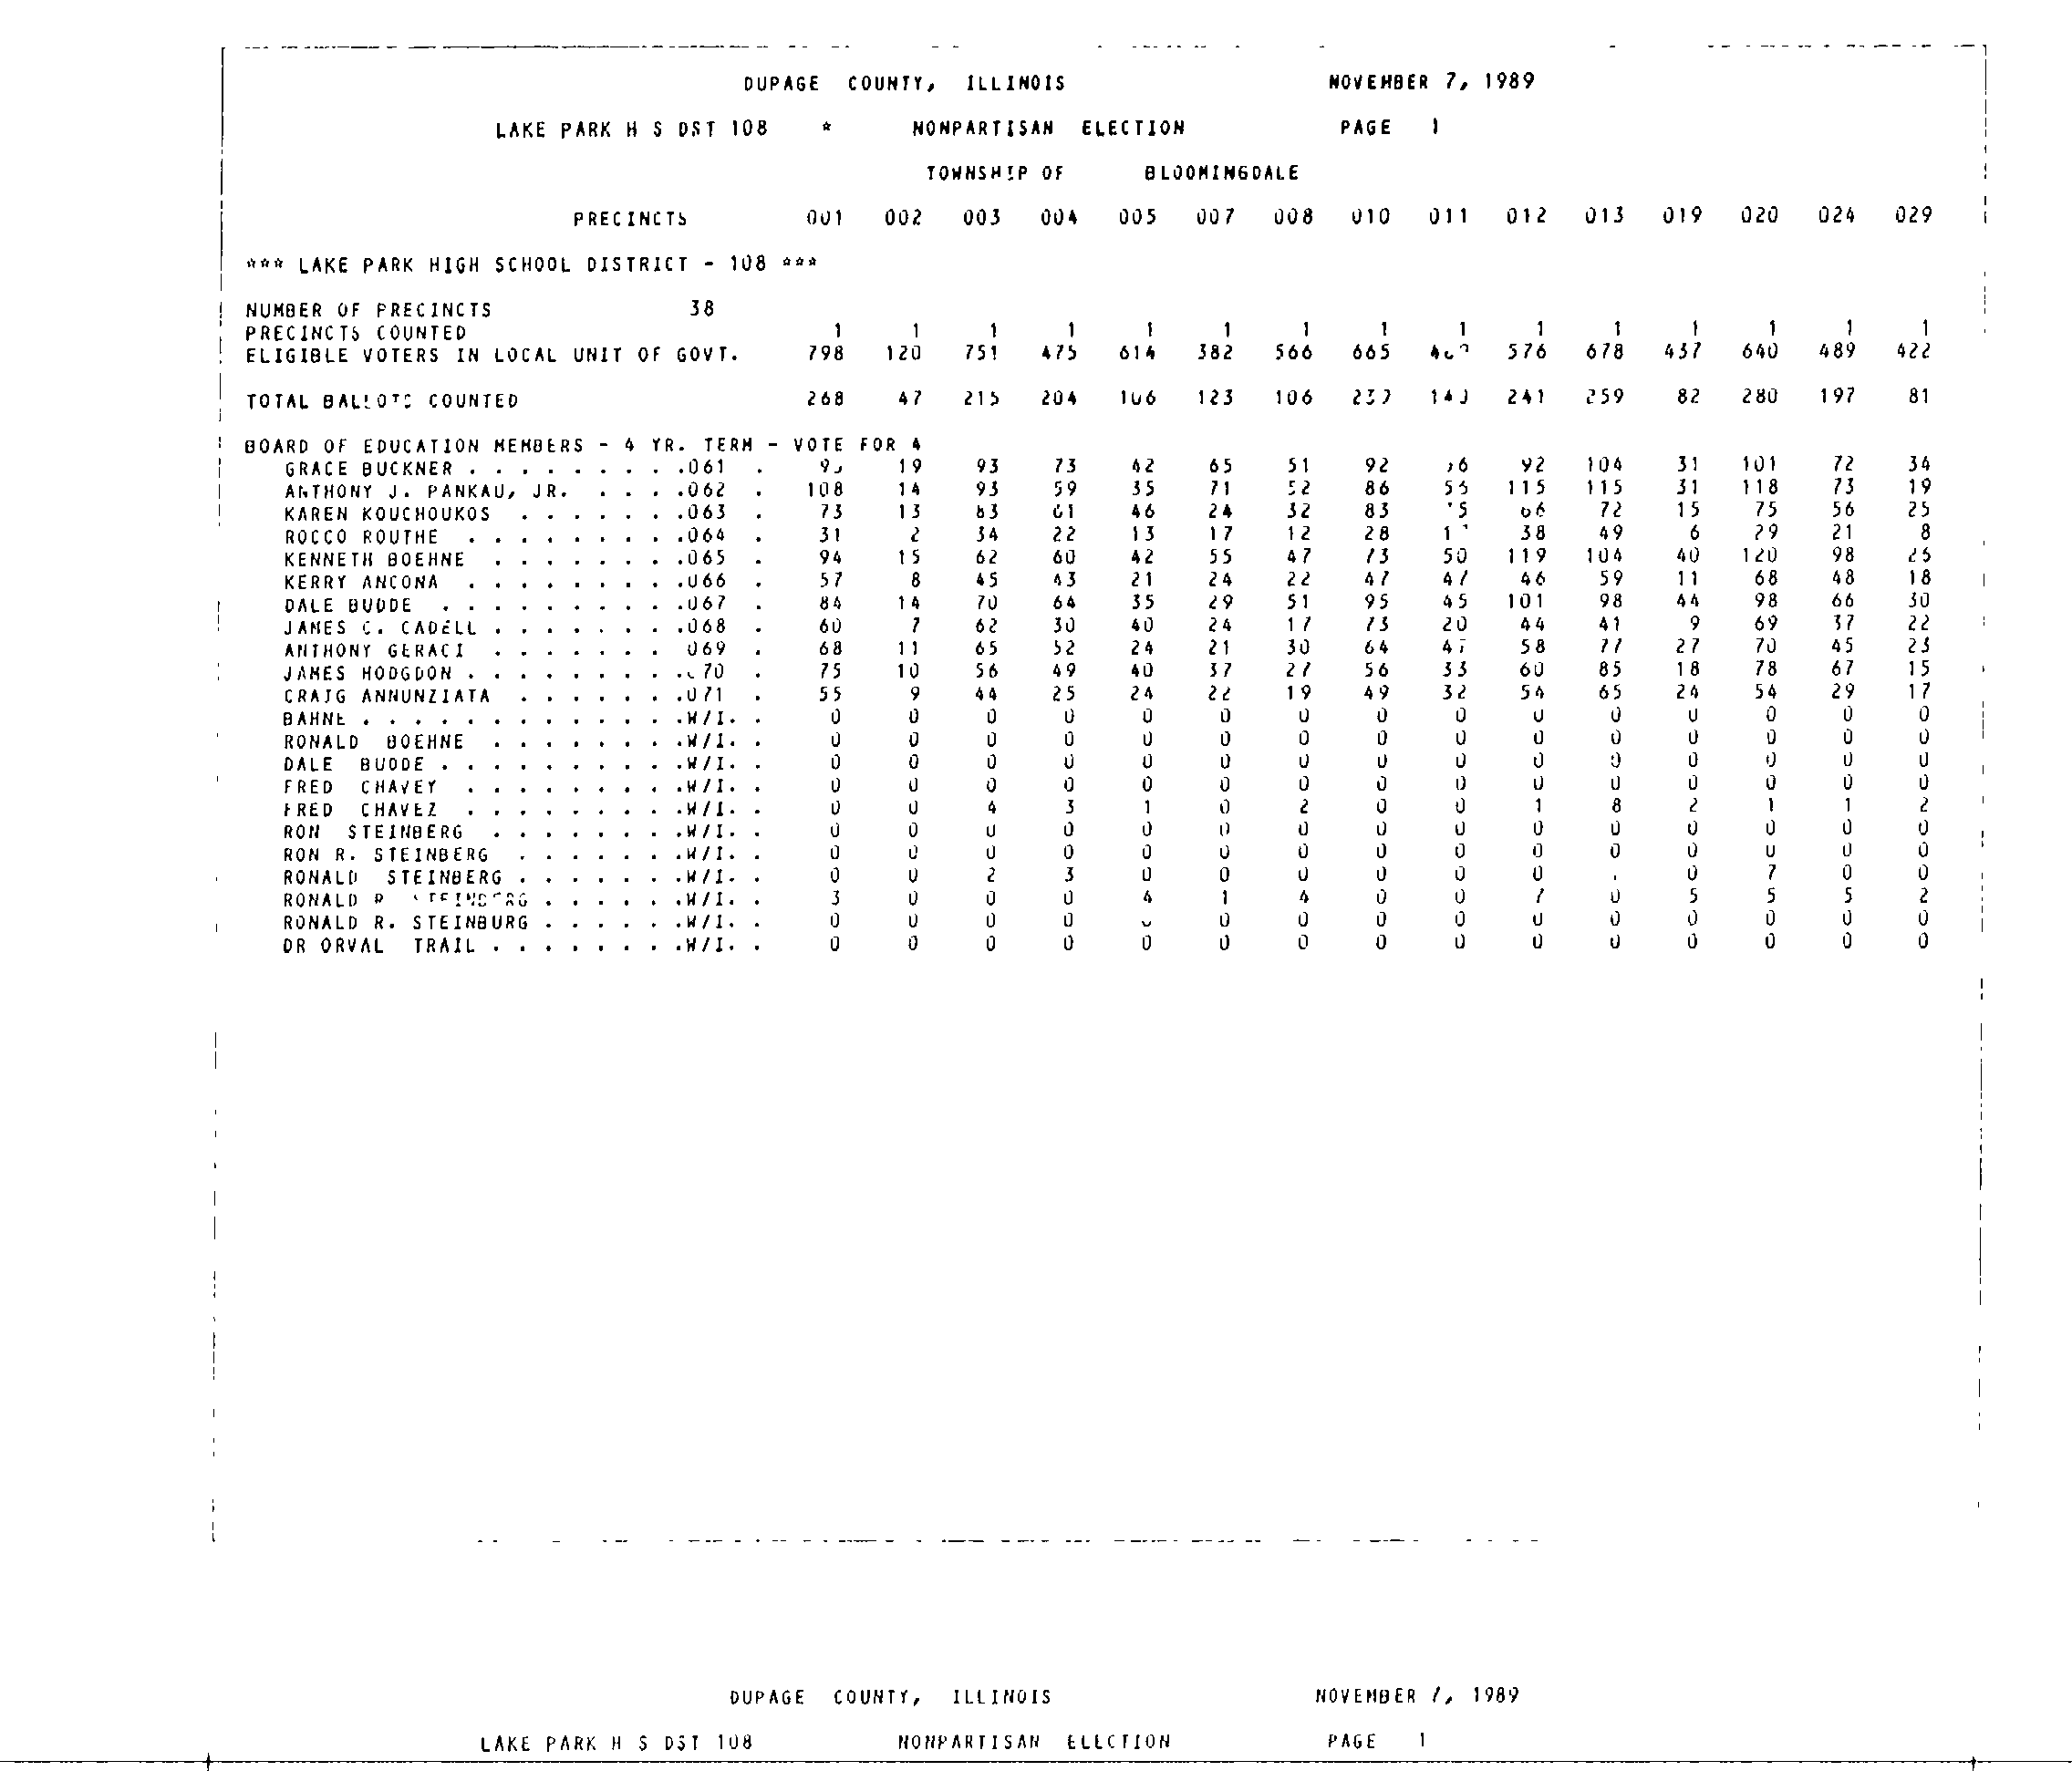 DUPAGE COUNTY, ILLINOIS NOVEMBER 7, 1989
LAKE PARK H S DST 108 * NONPARTISAN ELECTION PAGE 1
TOWNSHIP OF BLOOMINGDALE
PRECINCTS 001 002 003 004 005 007 008 010 011 012 013 019 020 024 029
*** LAKE PARK HIGH SCHOOL DISTRICT - 108 ***
NUMBER OF PRECINCTS 38
PRECINCTS COUNTED 1 1 1 1 1 1 1 1 1 1 1 1 1 1 1
ELIGIBLE VOTERS IN LOCAL UNIT OF GOVT. 798 120 751 475 614 382 566 665 576 678 437 640 489 422
TOTAL BALLOTS COUNTED 268 47 215 204 106 123 106 241 259 82 280 197 81
BOARD OF EDUCATION MEMBERS - 4 YR. TERM - VOTE FOR 4
GRACE BUCKNER . . . . . . . . .061 . 19 93 73 42 65 51 92 92 104 31 101 72 34
ANTHONY J. PANKAU, JR. . . . .062 . 108 14 93 59 35 71 52 86 55 115 115 31 118 73 19
KAREN KOUCHOUKOS . . . . . . .063 . 73 13 83 61 46 24 32 83 66 72 15 75 56 25
ROCCO ROUTHE . . . . . . . . .064 . 31 2 34 22 13 17 12 28 38 49 6 29 21 8
KENNETH BOEHNE . . . . . . . .065 . 94 15 62 60 42 55 47 73 50 119 104 40 120 98 25
KERRY ANCONA . . . . . . . . .066 . 57 8 45 43 21 24 22 47 47 46 59 11 68 48 18
DALE BUDDE . . . . . . . . . .067 . 84 14 70 64 35 29 51 95 45 101 98 44 98 66 30
JAMES C. CADELL . . . . . . . .068 . 60 7 62 30 40 24 17 73 20 44 41 9 69 37 22
ANTHONY GERACI . . . . . . . 069 . 68 11 65 52 24 21 30 64 58 77 27 70 45 23
JAMES HODGDON . . . . . . . . .070 . 75 10 56 49 40 37 27 56 33 60 85 18 78 67 15
CRAIG ANNUNZIATA . . . . . . .071 . 55 9 44 25 24 22 19 49 32 54 65 24 54 29 17
BAHNE . . . . . . . . . . . . .W/I. . 0 0 0 0 0 0 0 0 0 0 0 0 0 0 0
RONALD BOEHNE . . . . . . . .W/I. . 0 0 0 0 0 0 0 0 0 0 0 0 0 0 0
DALE BUDDE . . . . . . . . . .W/I. . 0 0 0 0 0 0 0 0 0 0 0 0 0 0 0
FRED CHAVEY . . . . . . . . .W/I. . 0 0 0 0 0 0 0 0 0 0 0 0 0 0 0
FRED CHAVEZ . . . . . . . . .W/I. . 0 0 4 3 1 0 2 0 0 1 8 2 1 1 2
RON STEINBERG . . . . . . . .W/I. . 0 0 0 0 0 0 0 0 0 0 0 0 0 0 0
RON R. STEINBERG . . . . . . .W/I. . 0 0 0 0 0 0 0 0 0 0 0 0 0 0 0
RONALD STEINBERG . . . . . . .W/I. . 0 0 2 3 0 0 0 0 0 0 0 7 0 0
RONALD R STEINBERG . . . . . .W/I. . 3 0 0 0 4 1 4 0 0 7 0 5 5 5 2
RONALD R. STEINBURG . . . . . .W/I. . 0 0 0 0 0 0 0 0 0 0 0 0 0 0
DR ORVAL TRAIL . . . . . . . .W/I. . 0 0 0 0 0 0 0 0 0 0 0 0 0 0 0
DUPAGE COUNTY, ILLINOIS NOVEMBER 7, 1989
LAKE PARK H S DST 108 NONPARTISAN ELECTION PAGE 1